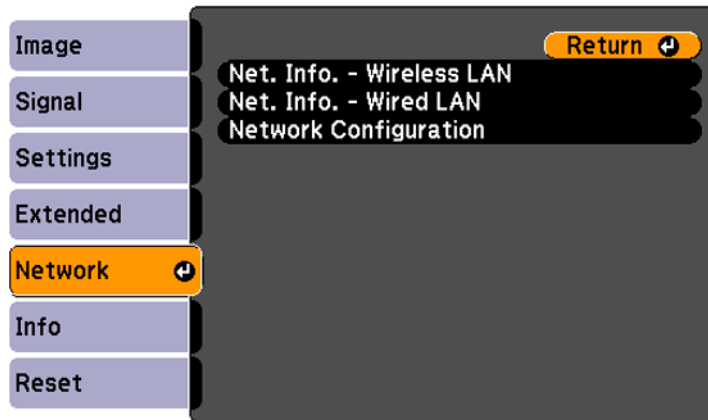 Image
Signal
Settings
Extended
Network
Info
Reset
Return
Net. Info. - Wireless LAN
Net. Info. - Wired LAN
Network Configuration